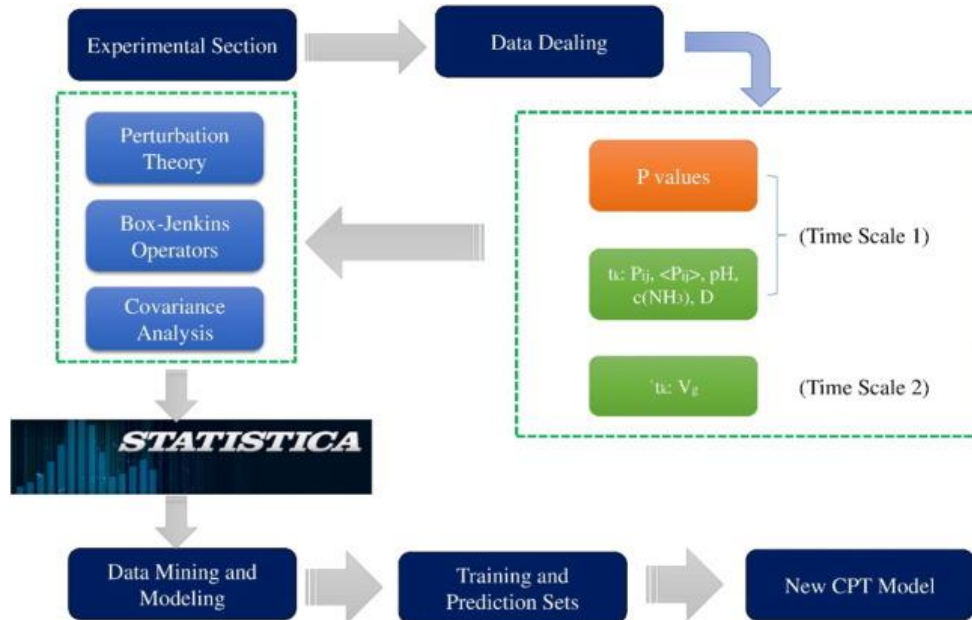 Experimental Section
Data Dealing
Perturbation
Theory
Box-Jenkins
Operators
Covariance
Analysis
P values
(Time Scale 1)
tk: Pij, <Pij>, pH,
c(NH3), D
'tk: Vg
(Time Scale 2)
STATISTICA
Data Mining and
Modeling
Training and
Prediction Sets
New CPT Model